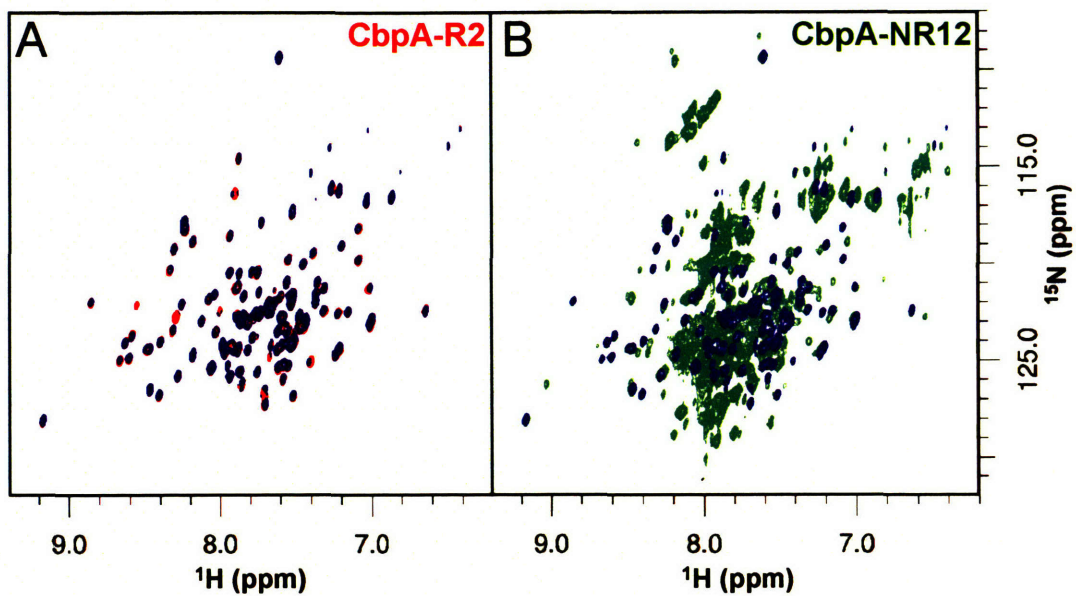 A
CbpA-R2
B
CbpA-NR12
115.0
125.0
¹⁵N (ppm)
9.0 8.0 7.0
9.0 8.0 7.0
¹H (ppm)
¹H (ppm)